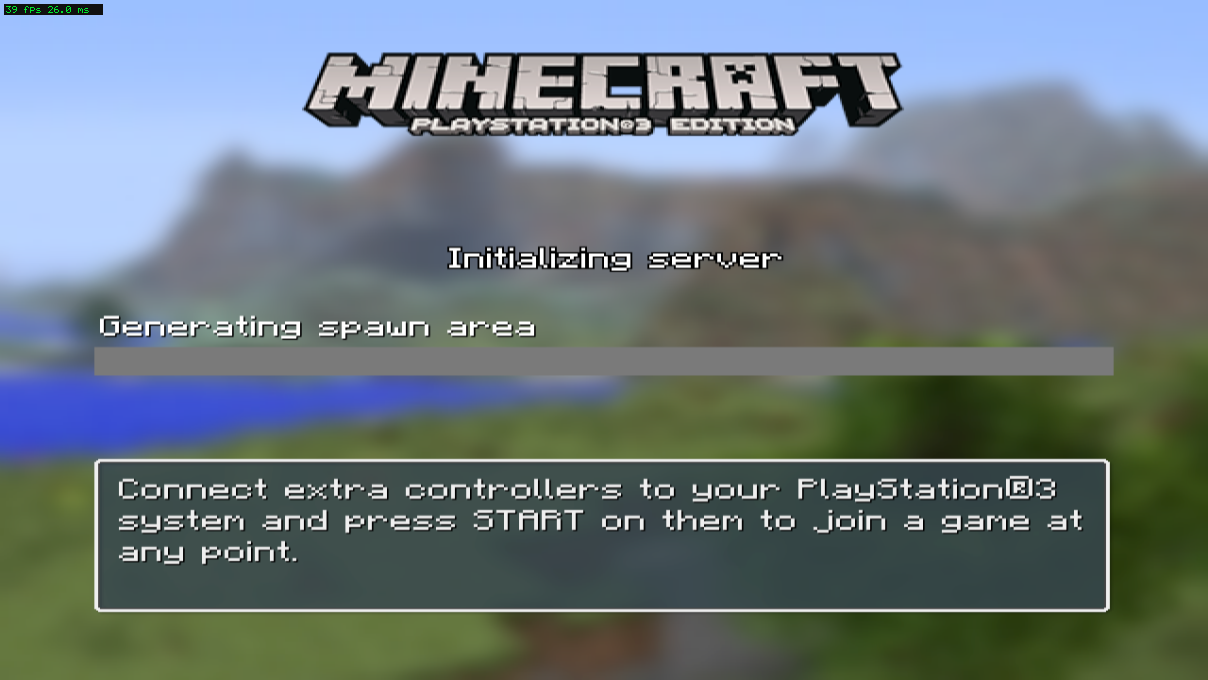 39 fps 26.0 ms
MINECRAFT
PLAYSTATION®3 EDITION
Initializing server
Generating spawn area
Connect extra controllers to your PlayStation®3
system and press START on them to join a game at
any point.